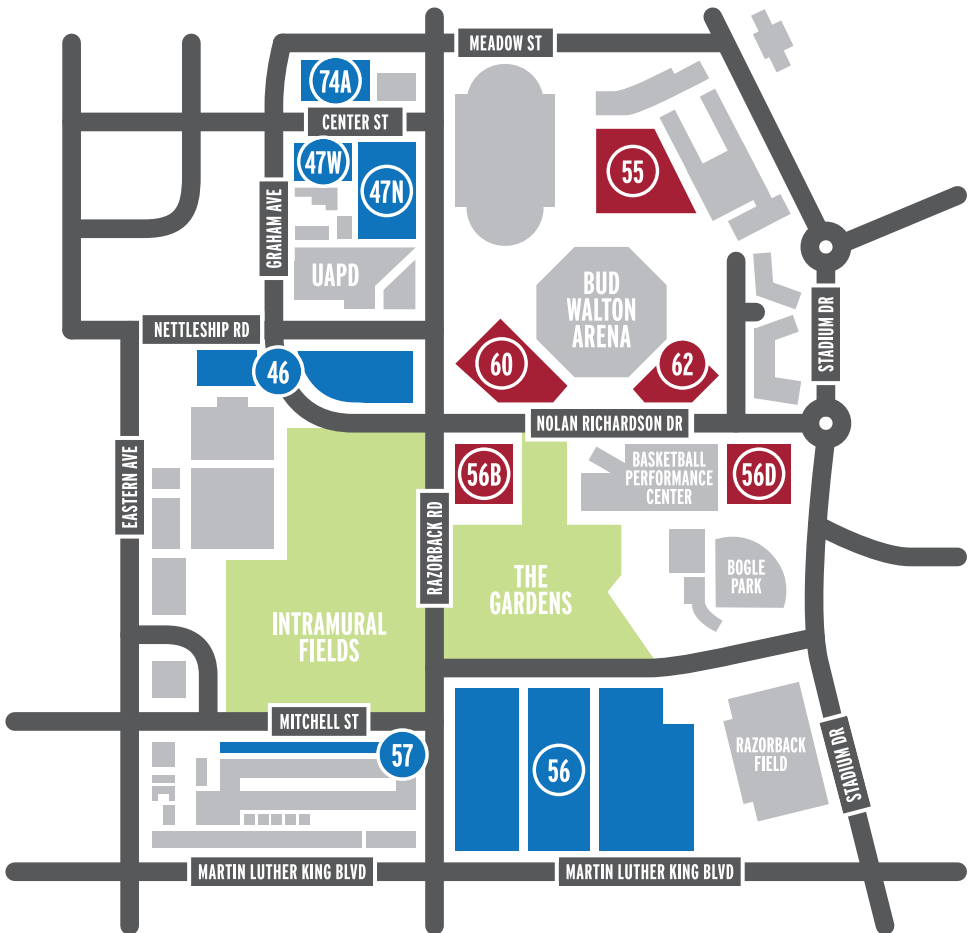 MEADOW ST
74A
CENTER ST
47W
47N
55
GRAHAM AVE
UAPD
BUD
WALTON
ARENA
STADIUM DR
NETTLESHIP RD
46
60
62
NOLAN RICHARDSON DR
EASTERN AVE
56B
BASKETBALL
PERFORMANCE
CENTER
56D
RAZORBACK RD
THE
GARDENS
BOGLE
PARK
INTRAMURAL
FIELDS
MITCHELL ST
57
56
RAZORBACK
FIELD
STADIUM DR
MARTIN LUTHER KING BLVD
MARTIN LUTHER KING BLVD